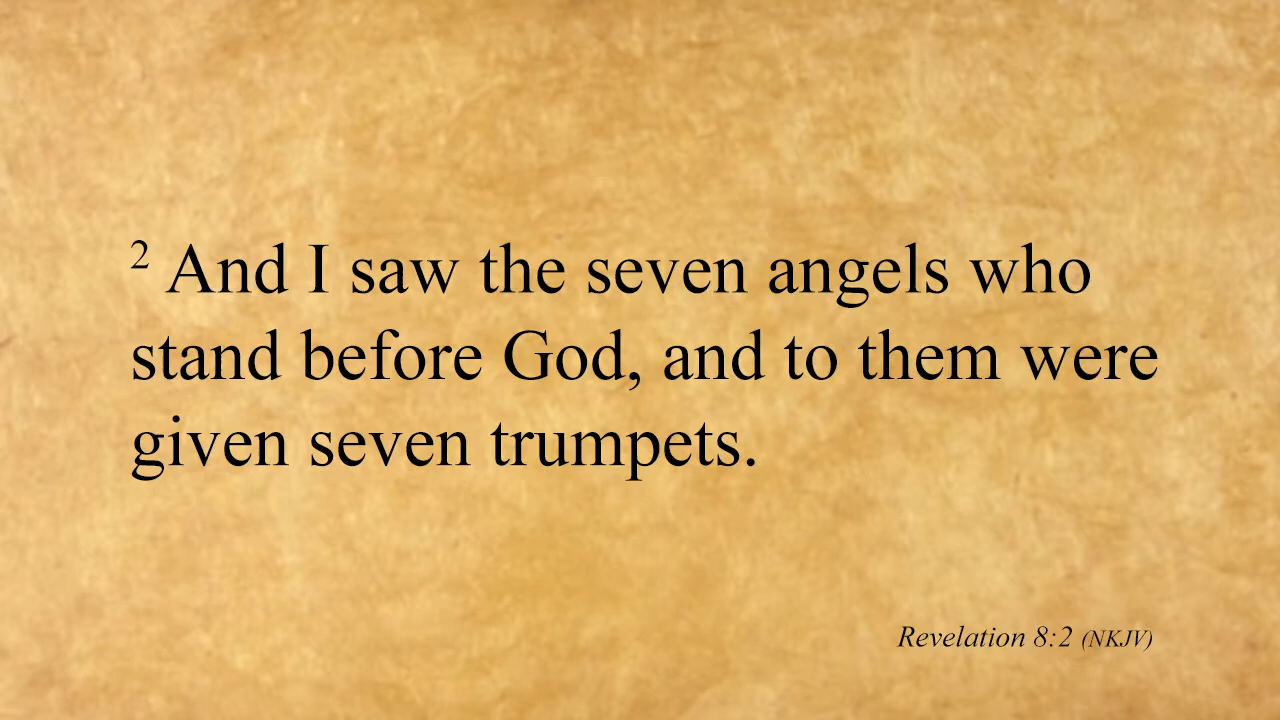 2 And I saw the seven angels who
stand before God, and to them were
given seven trumpets.
Revelation 8:2 (NKJV)